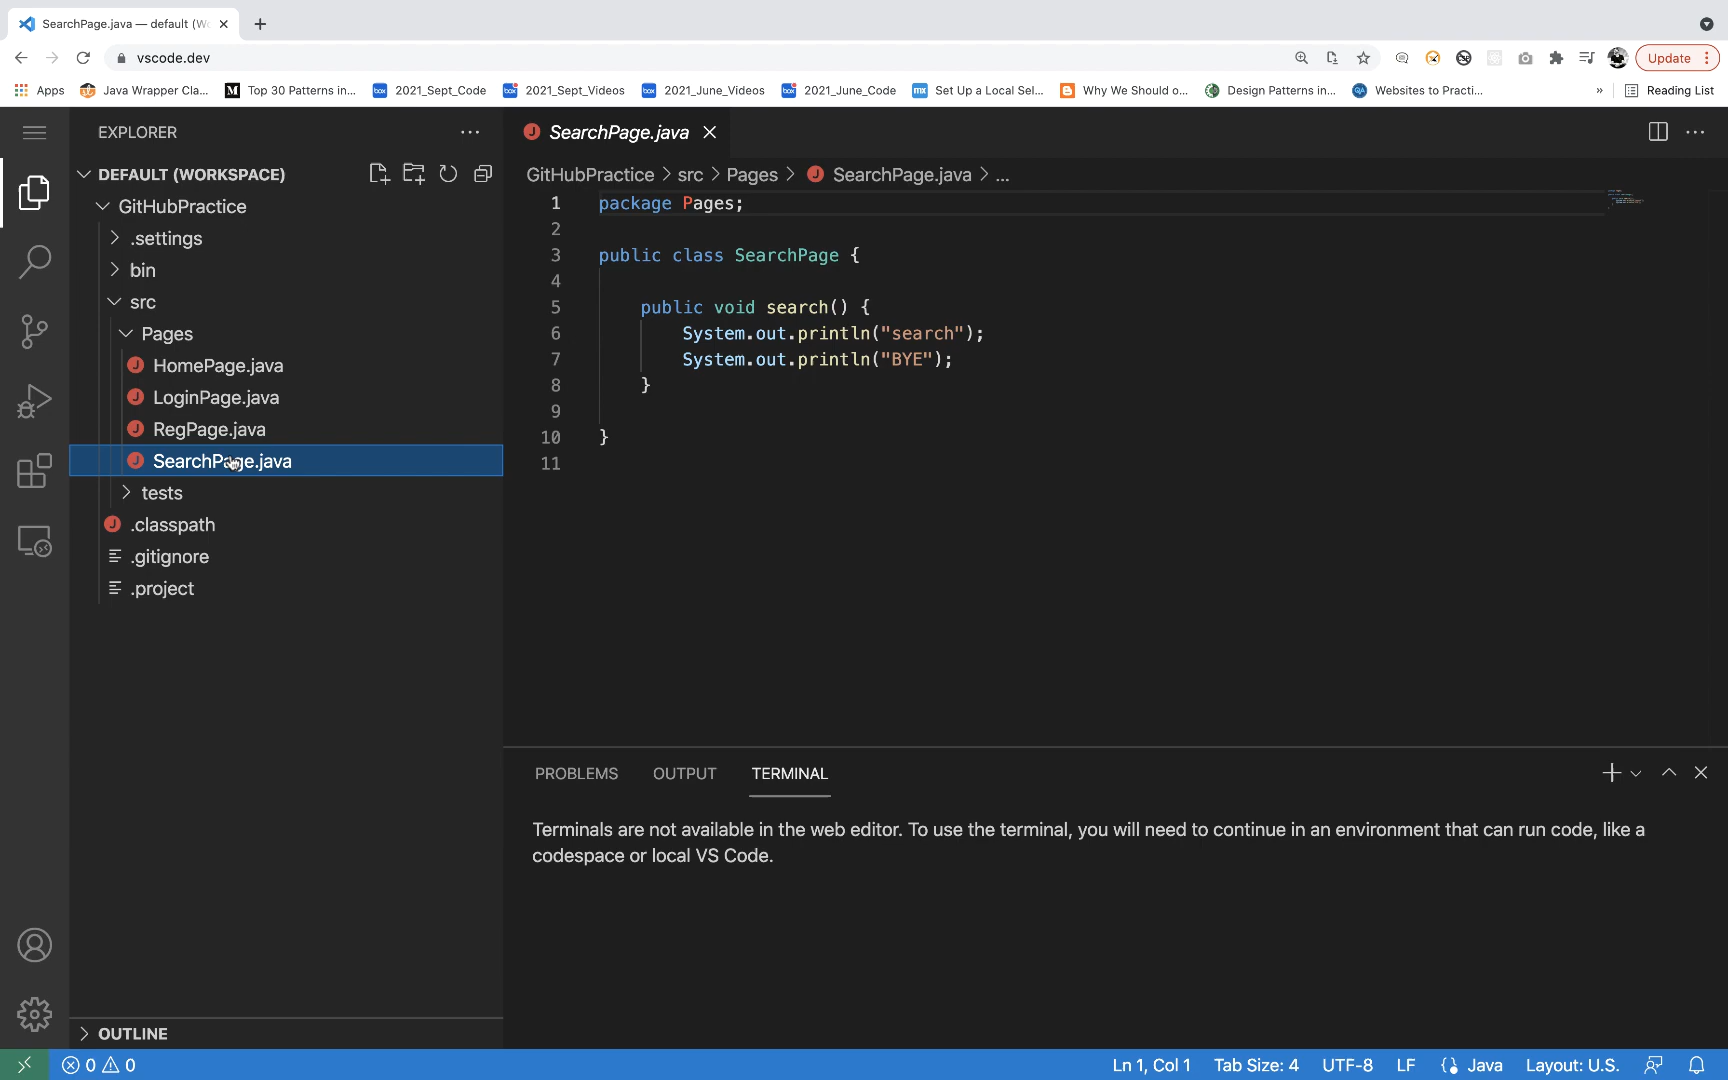 SearchPage.java — default (Wo
vscode.dev
Update
Apps
Java Wrapper Cla...
Top 30 Patterns in...
2021_Sept_Code
2021_Sept_Videos
2021_June_Videos
2021_June_Code
Set Up a Local Sel...
Why We Should o...
Design Patterns in...
Websites to Practi...
»
Reading List
EXPLORER
SearchPage.java
DEFAULT (WORKSPACE)
GitHubPractice > src > Pages > SearchPage.java > ...
GitHubPractice
.settings
bin
src
Pages
HomePage.java
LoginPage.java
RegPage.java
SearchPage.java
tests
.classpath
.gitignore
.project
1 package Pages;
2
3 public class SearchPage {
4
5 public void search() {
6 System.out.println("search");
7 System.out.println("BYE");
8 }
9
10 }
11
PROBLEMS
OUTPUT
TERMINAL
Terminals are not available in the web editor. To use the terminal, you will need to continue in an environment that can run code, like a
codespace or local VS Code.
OUTLINE
0 0
Ln 1, Col 1
Tab Size: 4
UTF-8
LF
Java
Layout: U.S.